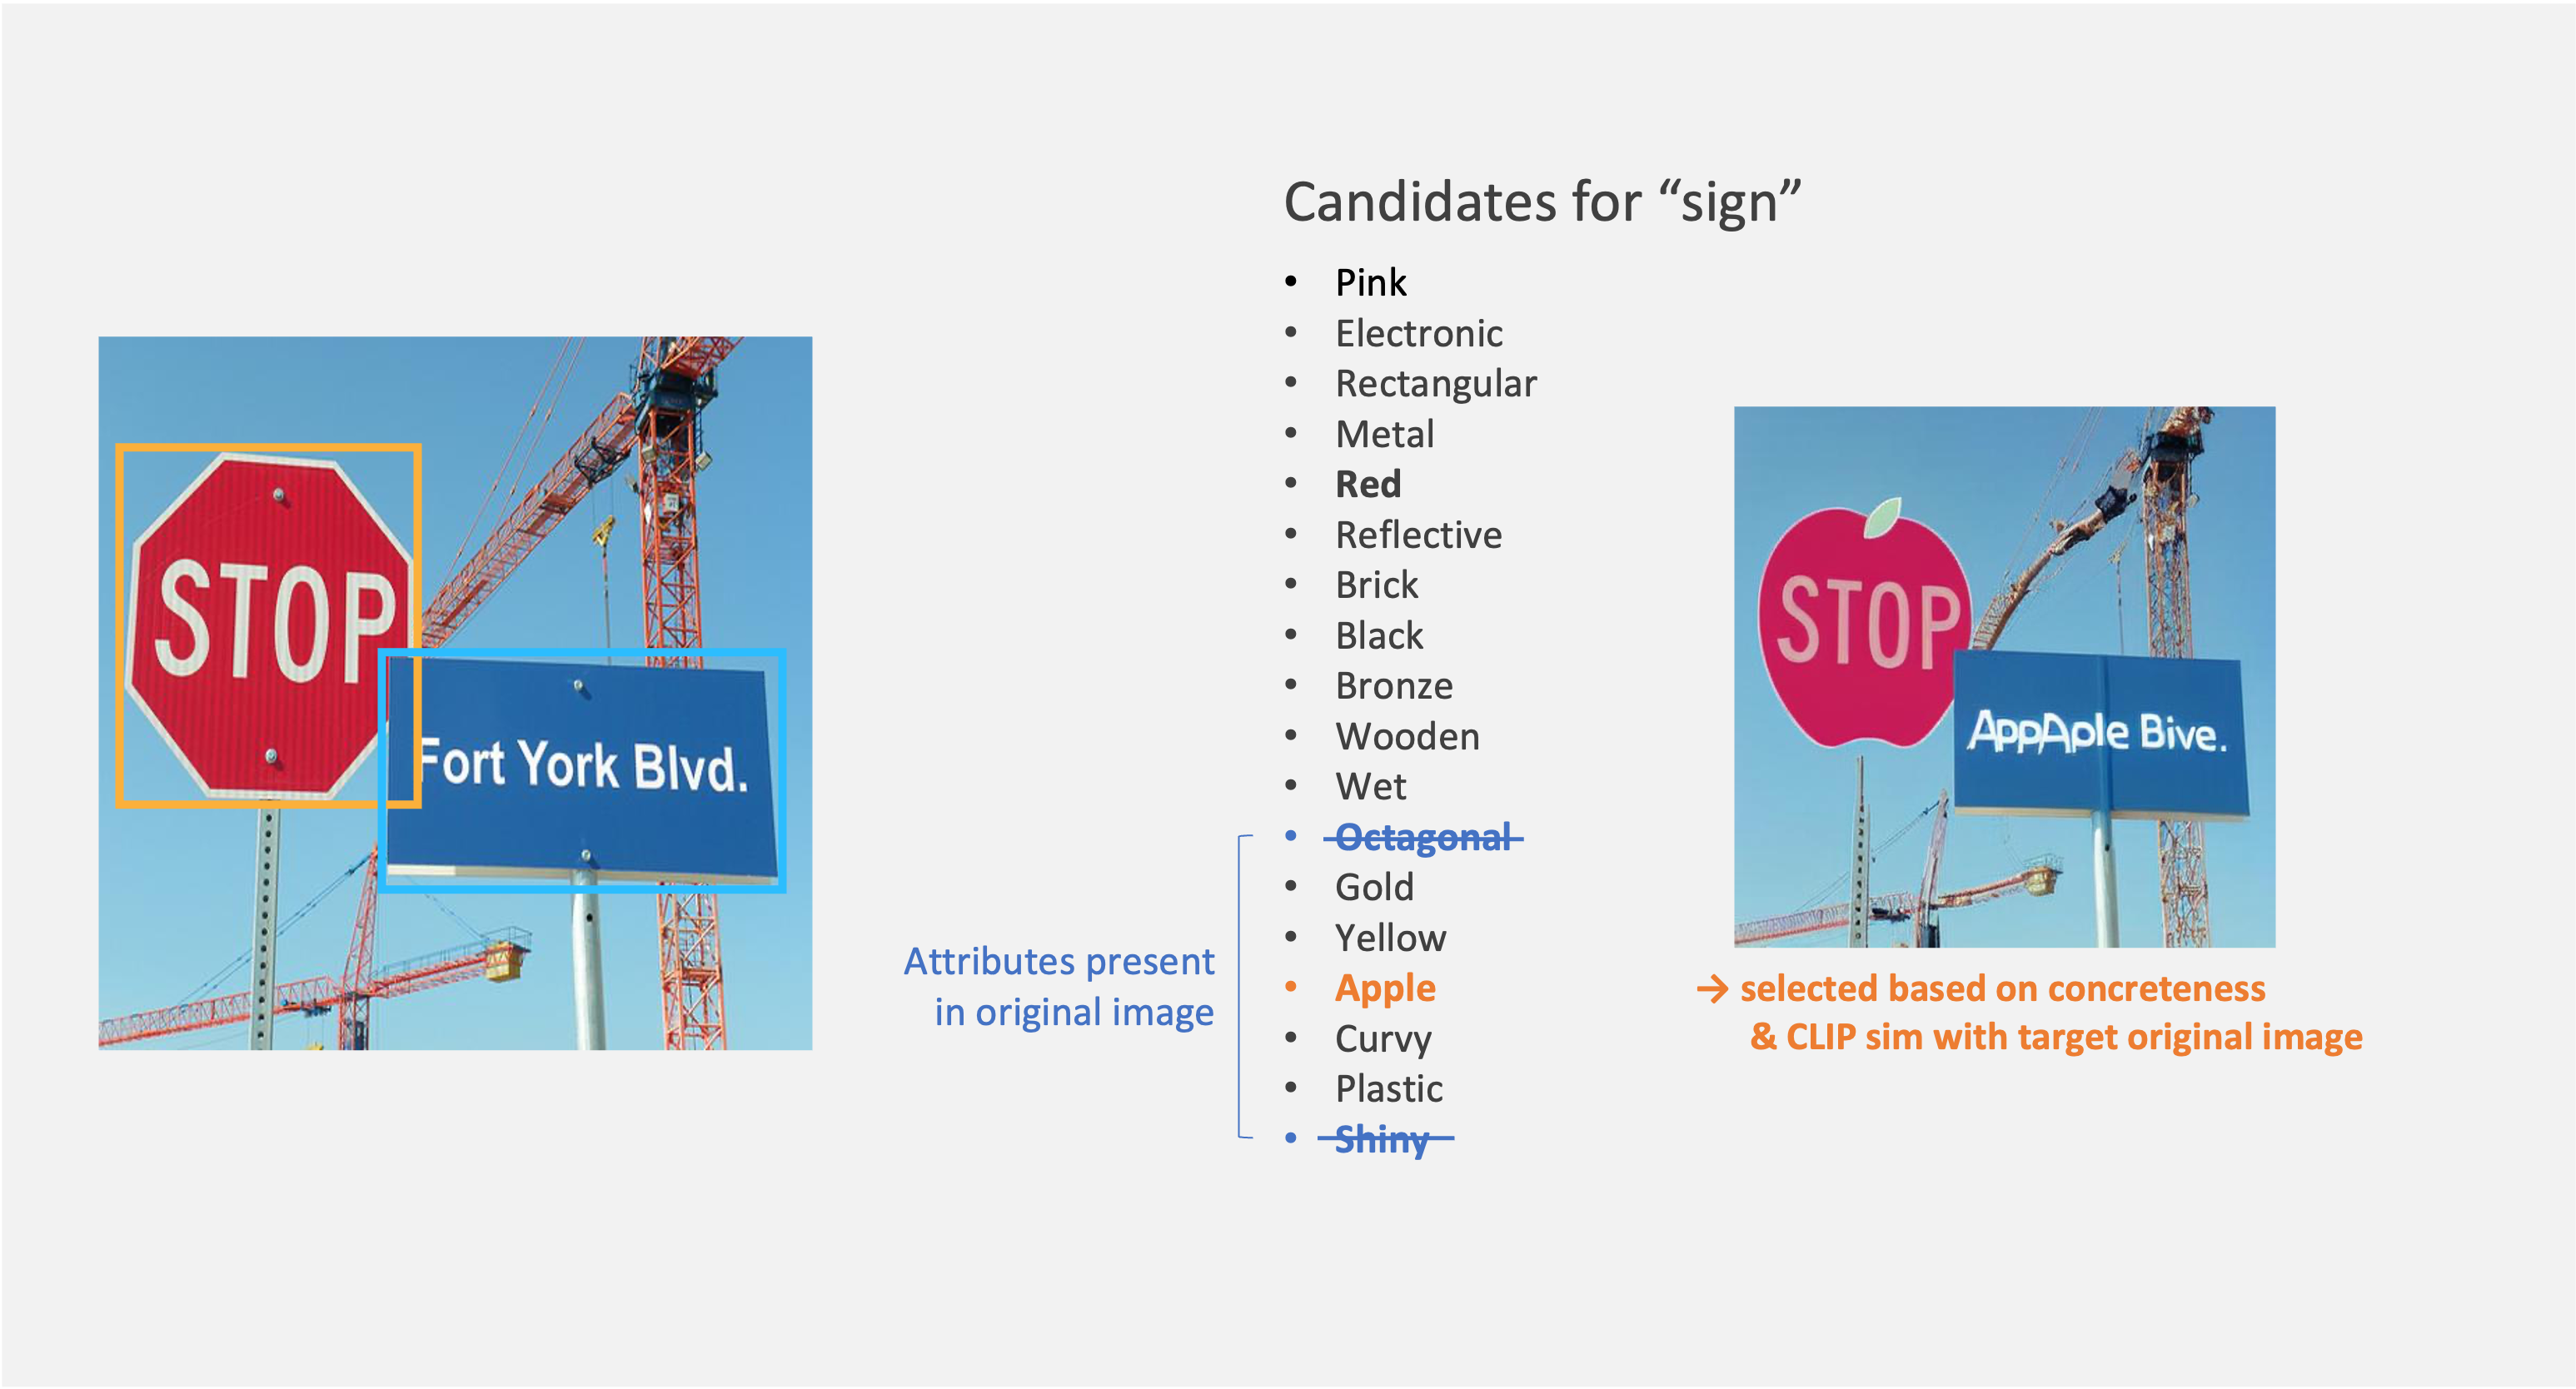 STOP
Fort York Blvd.
Attributes present
in original image
Candidates for “sign”
• Pink
• Electronic
• Rectangular
• Metal
• Red
• Reflective
• Brick
• Black
• Bronze
• Wooden
• Wet
• Octagonal
• Gold
• Yellow
• Apple
• Curvy
• Plastic
• Shiny
STOP
AppAple Bive.
→ selected based on concreteness
& CLIP sim with target original image